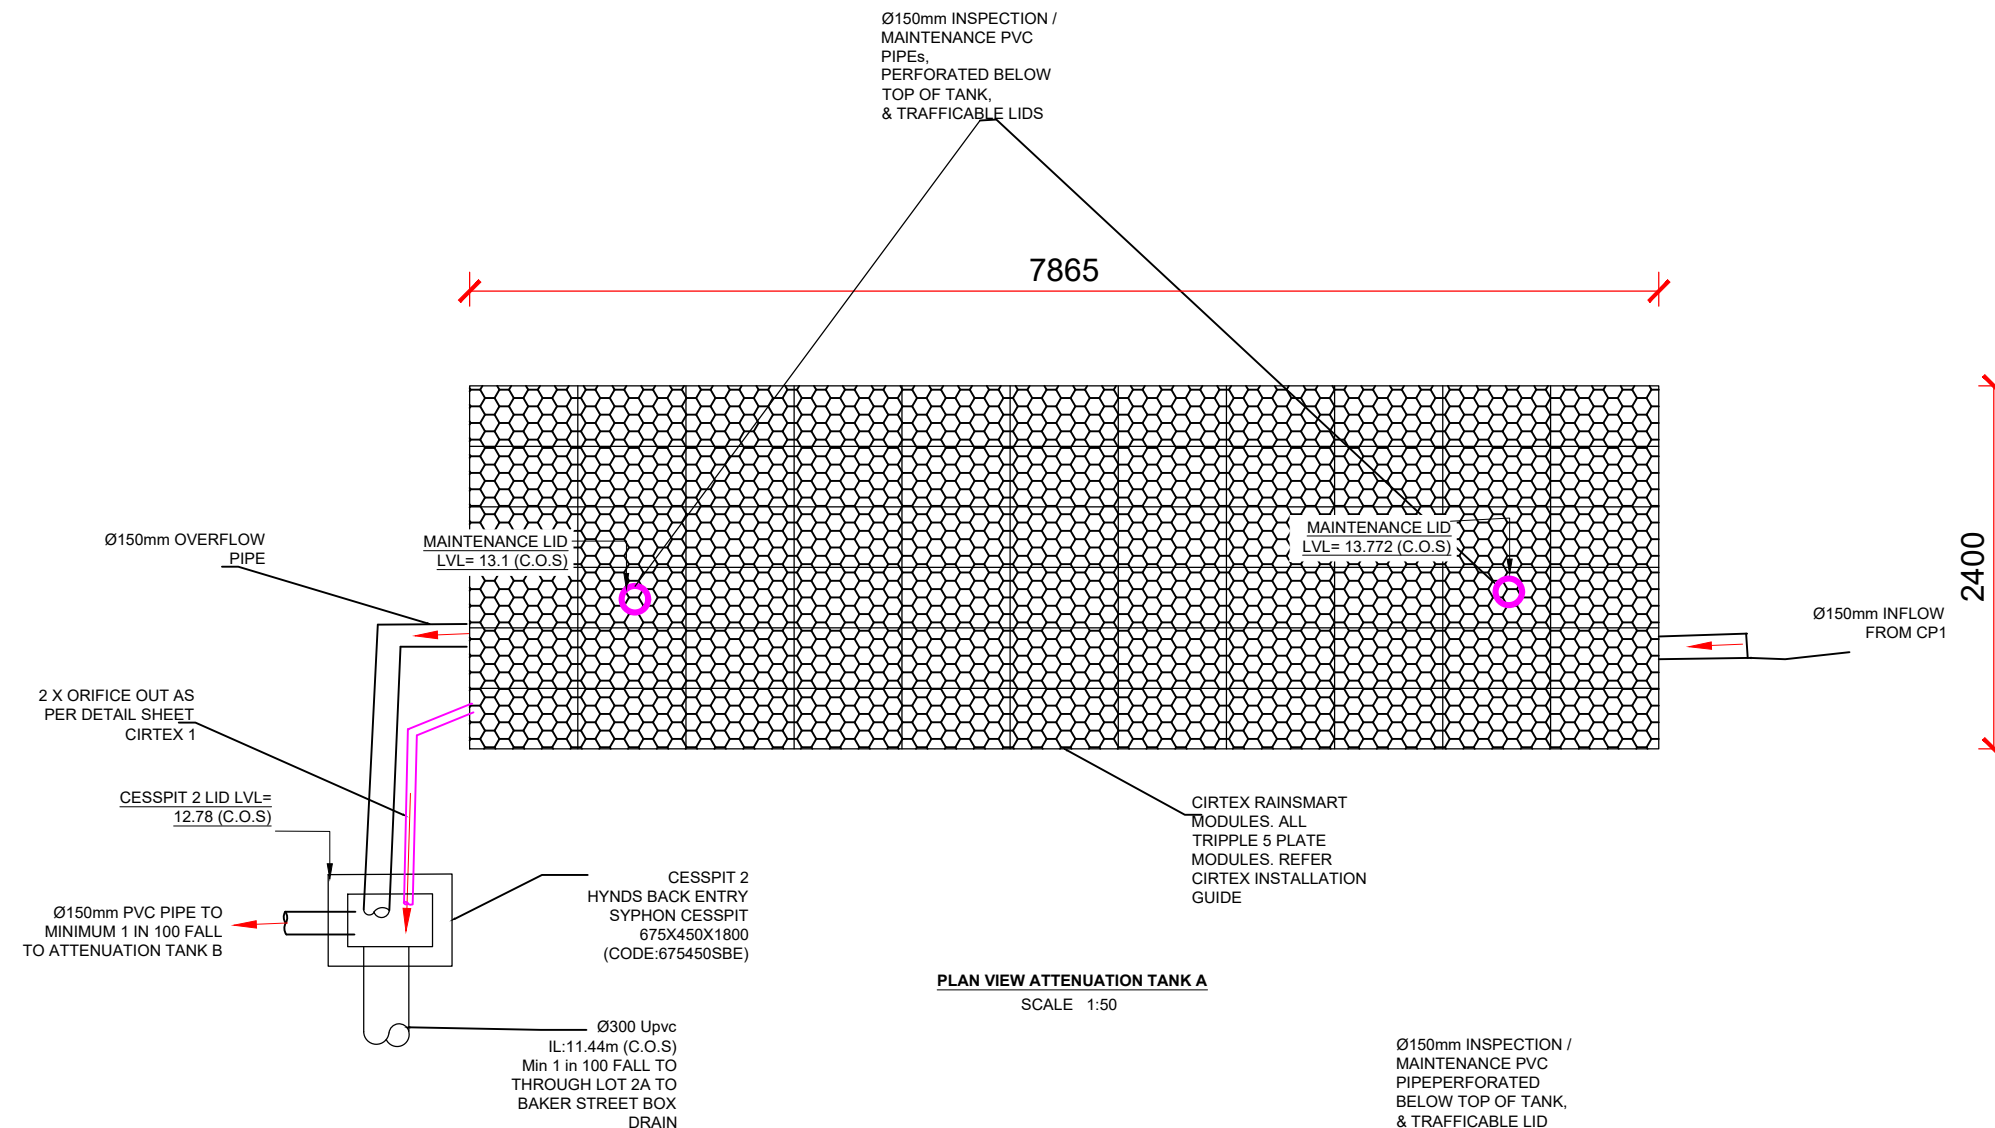 Ø150mm INSPECTION /
MAINTENANCE PVC
PIPEs,
PERFORATED BELOW
TOP OF TANK,
& TRAFFICABLE LIDS
7865
2400
MAINTENANCE LID
LVL= 13.1 (C.O.S)
MAINTENANCE LID
LVL= 13.772 (C.O.S)
Ø150mm OVERFLOW
PIPE
Ø150mm INFLOW
FROM CP1
2 X ORIFICE OUT AS
PER DETAIL SHEET
CIRTEX 1
CESSPIT 2 LID LVL=
12.78 (C.O.S)
CIRTEX RAINSMART
MODULES. ALL
TRIPPLE 5 PLATE
MODULES. REFER
CIRTEX INSTALLATION
GUIDE
Ø150mm PVC PIPE TO
MINIMUM 1 IN 100 FALL
TO ATTENUATION TANK B
CESSPIT 2
HYNDS BACK ENTRY
SYPHON CESSPIT
675X450X1800
(CODE:675450SBE)
PLAN VIEW ATTENUATION TANK A
SCALE 1:50
Ø300 Upvc
IL:11.44m (C.O.S)
Min 1 in 100 FALL TO
THROUGH LOT 2A TO
BAKER STREET BOX
DRAIN
Ø150mm INSPECTION /
MAINTENANCE PVC
PIPEPERFORATED
BELOW TOP OF TANK,
& TRAFFICABLE LID